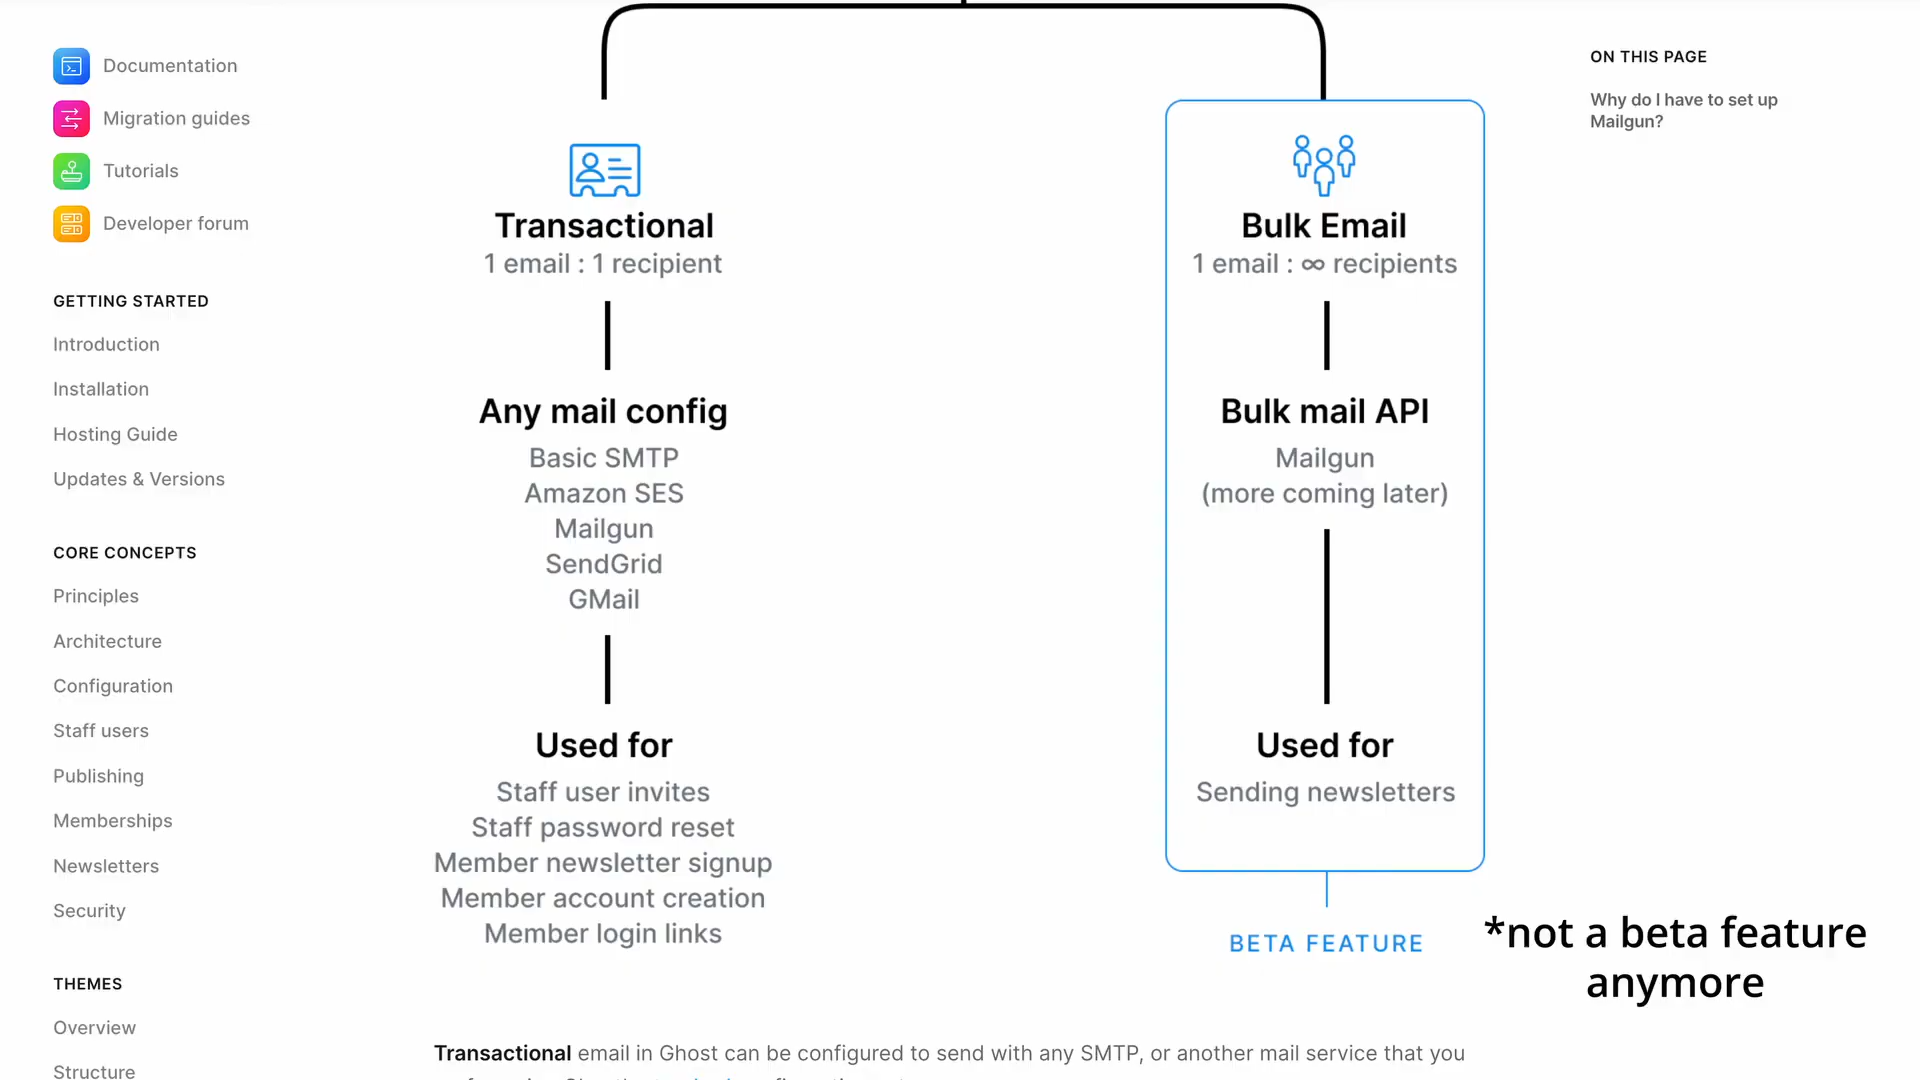 Documentation
Migration guides
Tutorials
Developer forum
GETTING STARTED
Introduction
Installation
Hosting Guide
Updates & Versions
CORE CONCEPTS
Principles
Architecture
Configuration
Staff users
Publishing
Memberships
Newsletters
Security
THEMES
Overview
Structure
Transactional
1 email : 1 recipient
Any mail config
Basic SMTP
Amazon SES
Mailgun
SendGrid
GMail
Used for
Staff user invites
Staff password reset
Member newsletter signup
Member account creation
Member login links
Bulk Email
1 email : ∞ recipients
Bulk mail API
Mailgun
(more coming later)
Used for
Sending newsletters
BETA FEATURE
*not a beta feature
anymore
Transactional email in Ghost can be configured to send with any SMTP, or another mail service that you
ON THIS PAGE
Why do I have to set up
Mailgun?